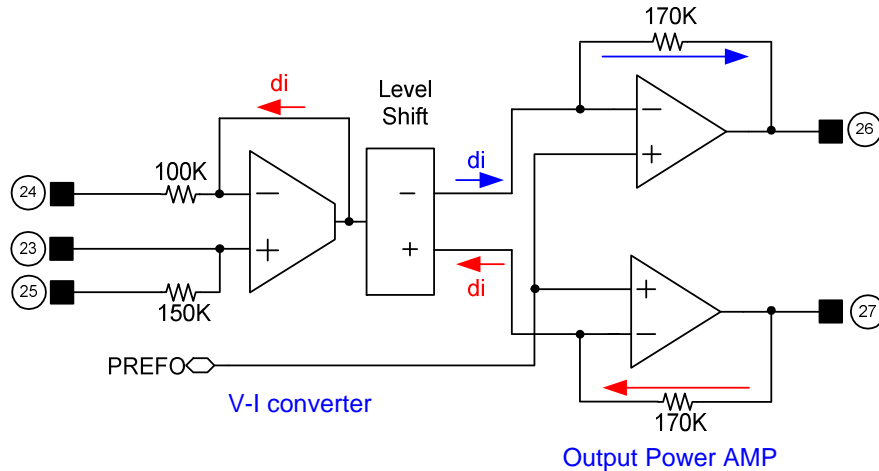 170K
di
Level
Shift
−
+
26
100K
di
24
−
−
23
+
+
25
150K
di
+
−
27
PREFO
V-I converter
170K
Output Power AMP